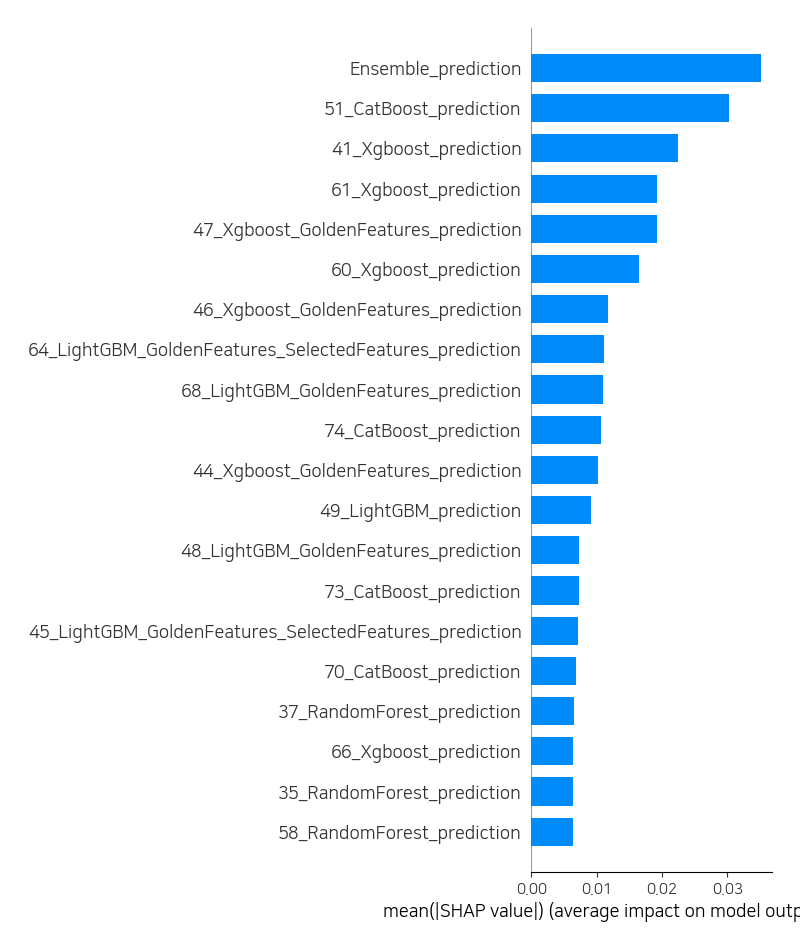 Ensemble_prediction
51_CatBoost_prediction
41_Xgboost_prediction
61_Xgboost_prediction
47_Xgboost_GoldenFeatures_prediction
60_Xgboost_prediction
46_Xgboost_GoldenFeatures_prediction
64_LightGBM_GoldenFeatures_SelectedFeatures_prediction
68_LightGBM_GoldenFeatures_prediction
74_CatBoost_prediction
44_Xgboost_GoldenFeatures_prediction
49_LightGBM_prediction
48_LightGBM_GoldenFeatures_prediction
73_CatBoost_prediction
45_LightGBM_GoldenFeatures_SelectedFeatures_prediction
70_CatBoost_prediction
37_RandomForest_prediction
66_Xgboost_prediction
35_RandomForest_prediction
58_RandomForest_prediction
0.00 0.01 0.02 0.03
mean(|SHAP value|) (average impact on model outp